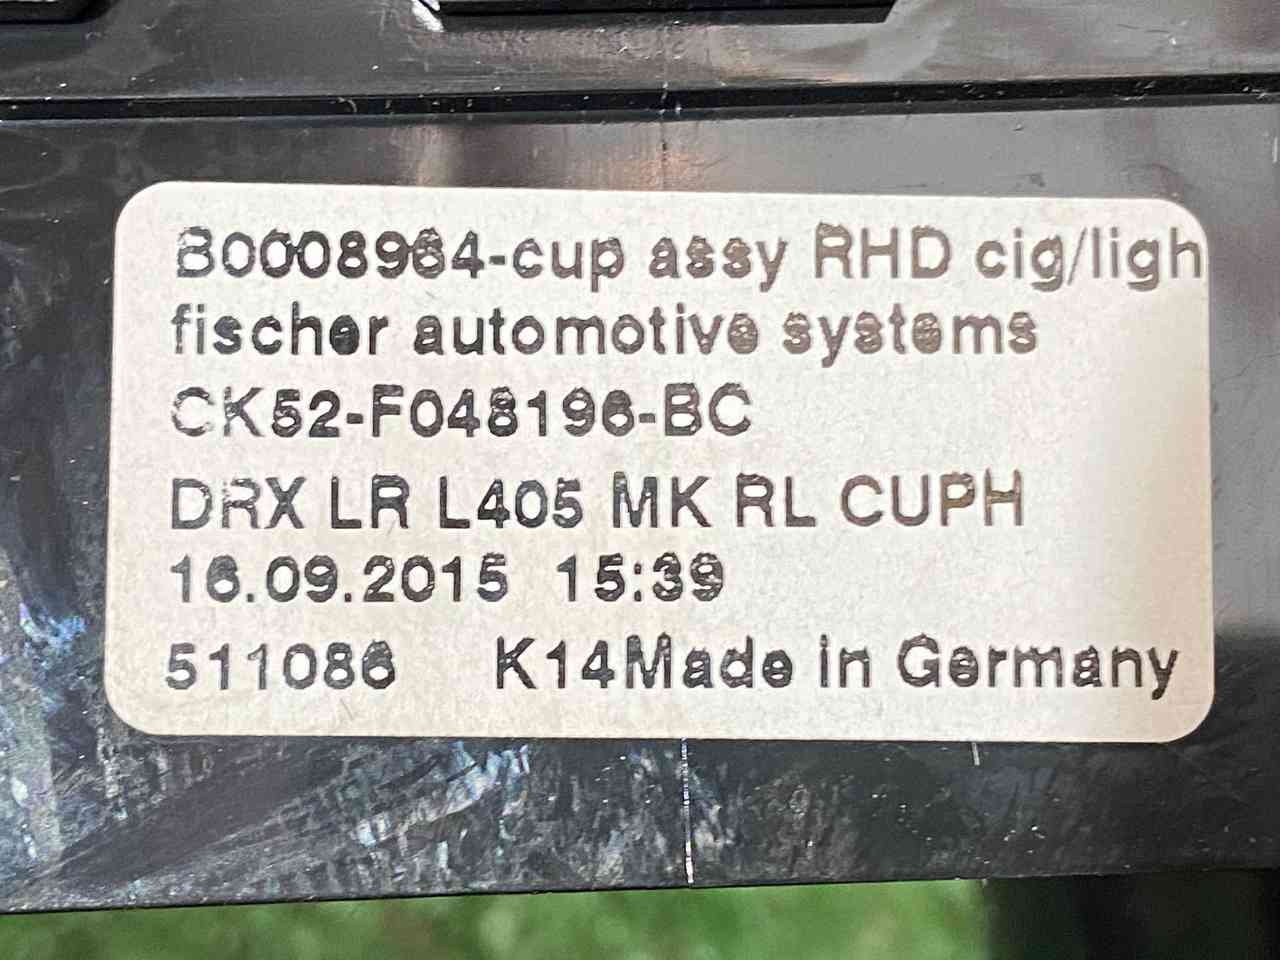 B0008964-cup assy RHD cig/ligh
fischer automotive systems
CK52-F048196-BC
DRX LR L405 MK RL CUPH
16.09.2015 15:39
511086 K14Made in Germany